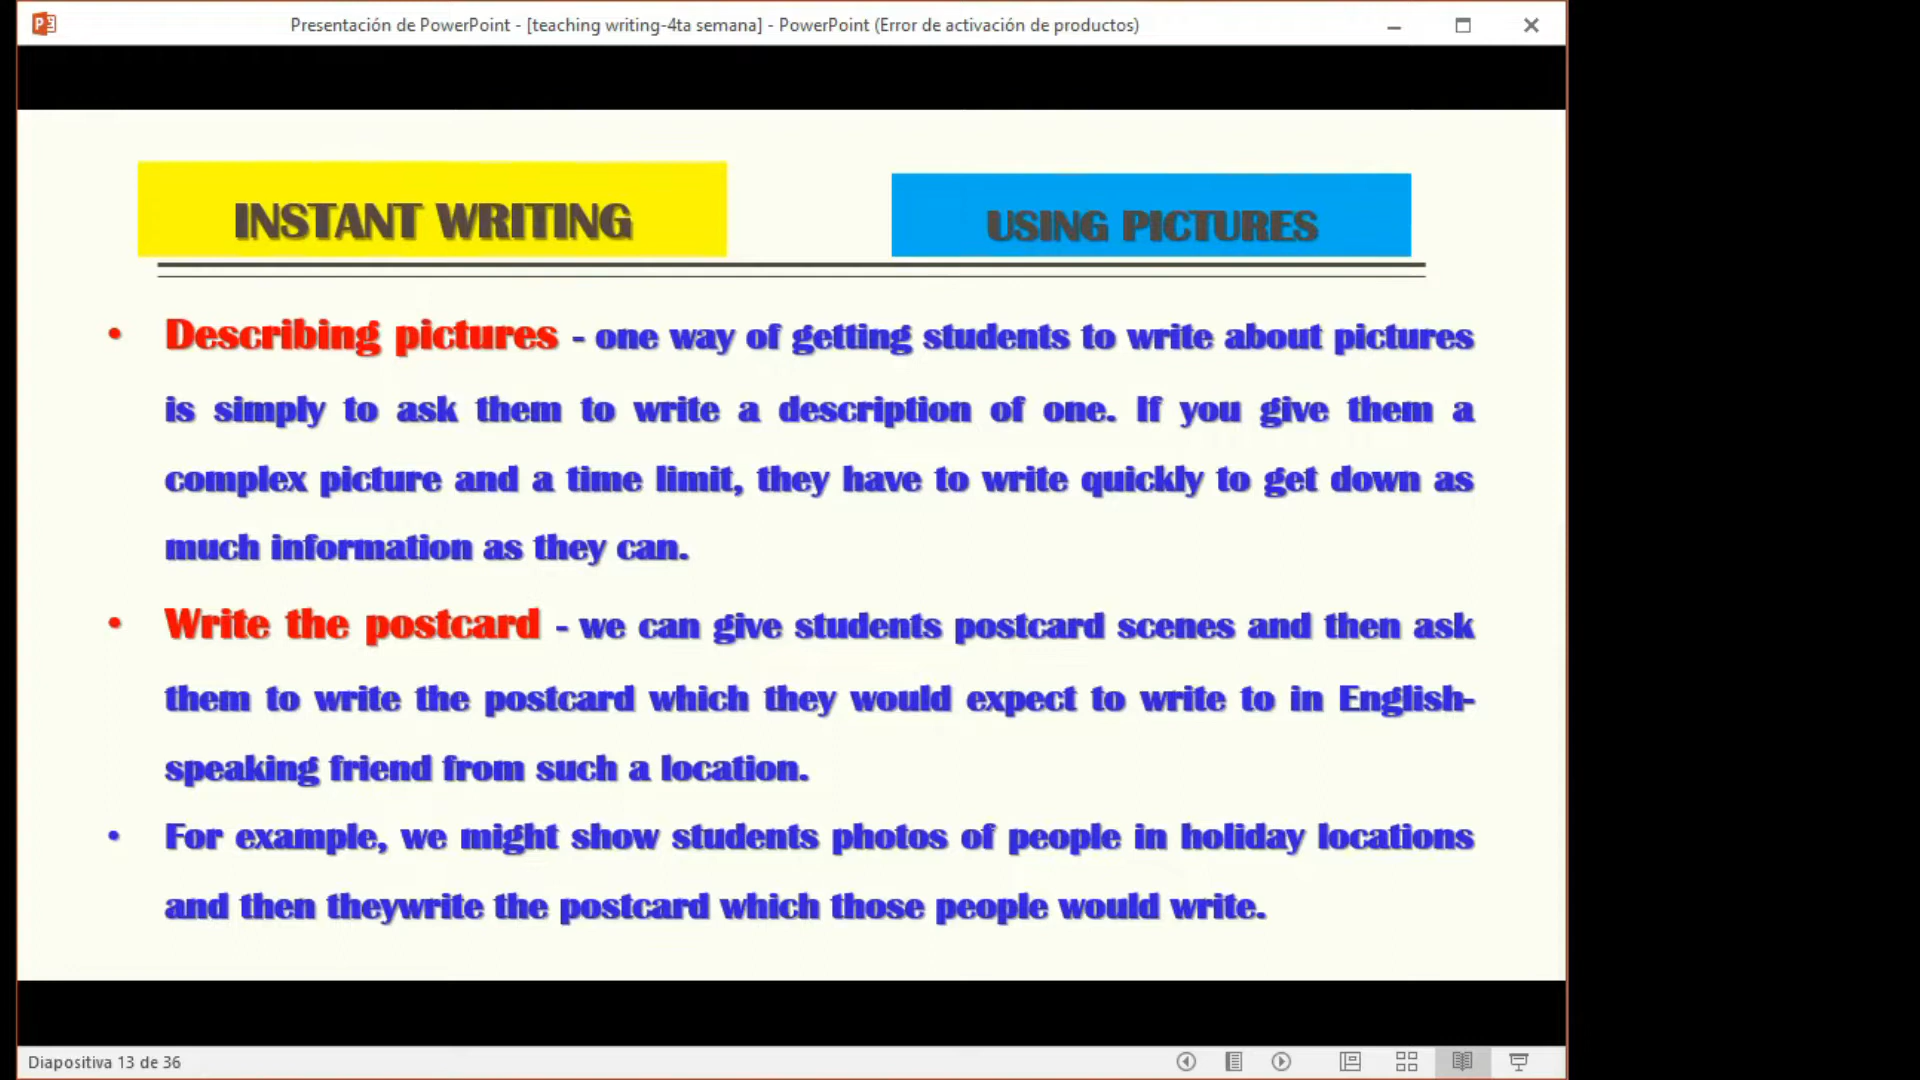 Presentación de PowerPoint - [teaching writing-4ta semana] - PowerPoint (Error de activación de productos)
INSTANT WRITING
USING PICTURES
• Describing pictures - one way of getting students to write about pictures
is simply to ask them to write a description of one. If you give them a
complex picture and a time limit, they have to write quickly to get down as
much information as they can.
• Write the postcard - we can give students postcard scenes and then ask
them to write the postcard which they would expect to write to in English-
speaking friend from such a location.
• For example, we might show students photos of people in holiday locations
and then theywrite the postcard which those people would write.
Diapositiva 13 de 36